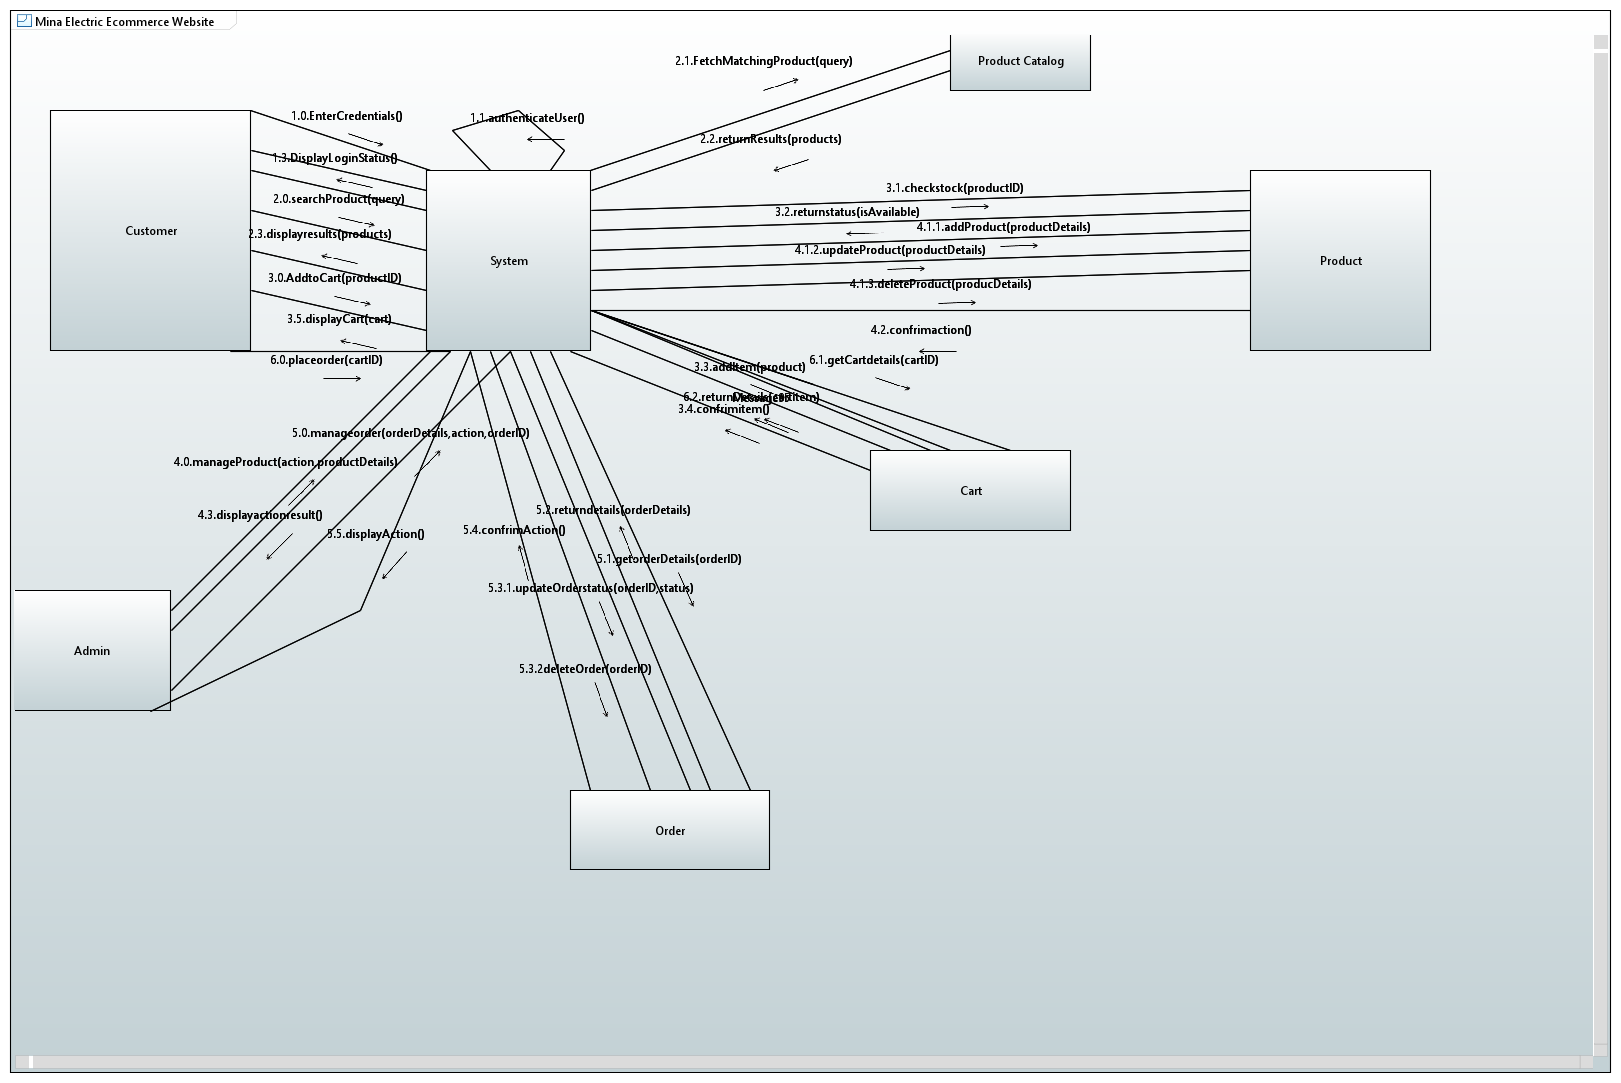 Mina Electric Ecommerce Website
2.1.FetchMatchingProduct(query)
Product Catalog
1.0.EnterCredentials()
1.1.authenticateUser()
2.2.returnResults(products)
1.3.DisplayLoginStatus()
3.1.checkstock(productID)
2.0.searchProduct(query)
3.2.returnstatus(isAvailable)
4.1.1.addProduct(productDetails)
Customer
2.3.displayresults(products)
4.1.2.updateProduct(productDetails)
System
Product
3.0.AddtoCart(productID)
4.1.3.deleteProduct(producDetails)
3.5.displayCart(cart)
4.2.confrimaction()
6.0.placeorder(cartID)
6.1.getCartdetails(cartID)
3.3.addItem(product)
3.4.confrimitem()
5.0.manageorder(orderDetails,action,orderID)
4.0.manageProduct(action,productDetails)
Cart
4.3.displayactionresult()
5.2.returndetails(orderDetails)
5.5.displayAction()
5.4.confrimAction()
5.1.getorderDetails(orderID)
5.3.1.updateOrderstatus(orderID,status)
Admin
5.3.2deleteOrder(orderID)
Order